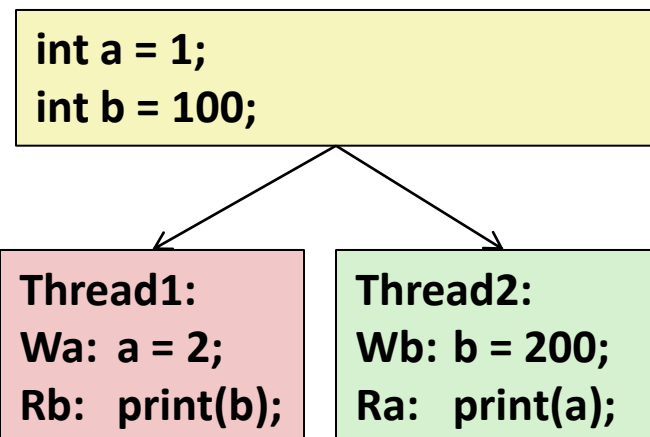 int a = 1;
int b = 100;
Thread1:
Wa: a = 2;
Rb: print(b);
Thread2:
Wb: b = 200;
Ra: print(a);